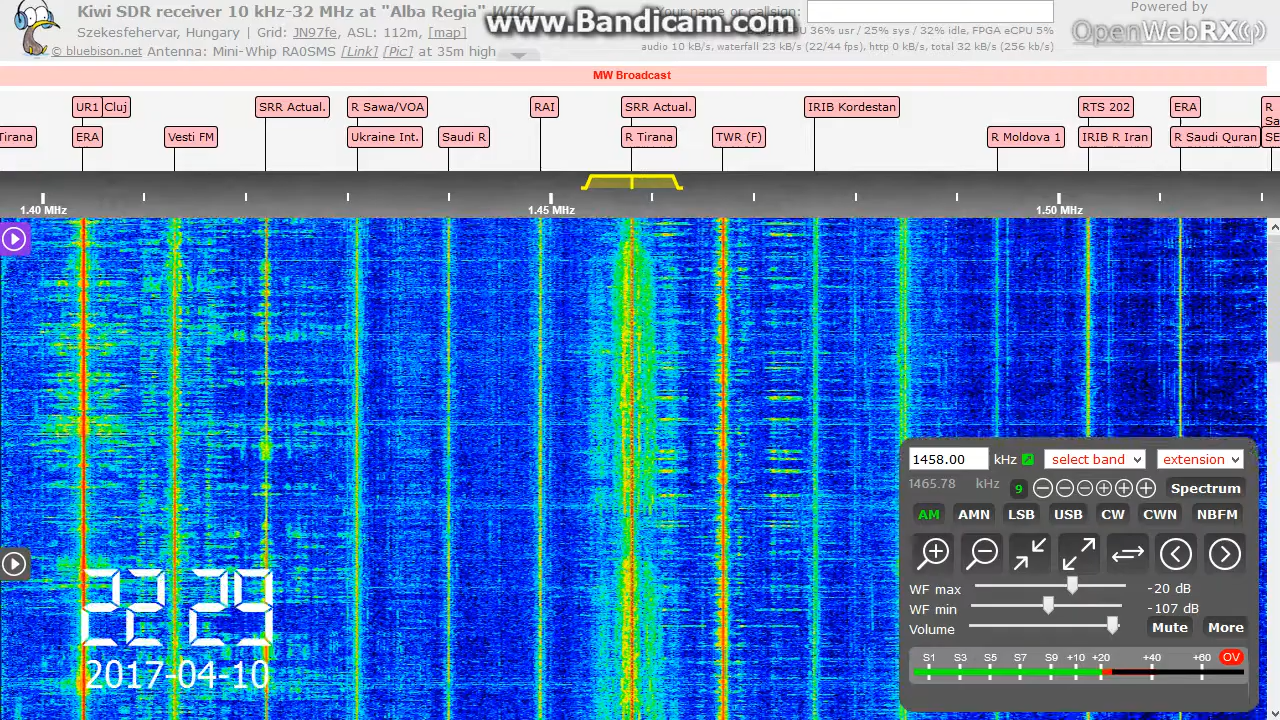 Kiwi SDR receiver 10 kHz-32 MHz at "Alba Regia" WIKI
www.Bandicam.com
Your name or callsign:
Powered by
Szekesfehervar, Hungary | Grid: JN97fe, ASL: 112m, [map]
36% usr / 25% sys / 32% idle, FPGA eCPU 5%
OpenWebRX
© bluebison.net Antenna: Mini-Whip RA0SMS [Link] [Pic] at 35m high
audio 10 kB/s, waterfall 23 kB/s (22/44 fps), http 0 kB/s, total 32 kB/s (256 kb/s)
MW Broadcast
UR1 Cluj SRR Actual. R Sawa/VOA RAI SRR Actual. IRIB Kordestan RTS 202 ERA R
Tirana ERA Vesti FM Ukraine Int. Saudi R R Tirana TWR (F) R Moldova 1 IRIB R Iran R Saudi Quran SE
1.40 MHz 1.45 MHz 1.50 MHz
1458.00 kHz select band extension
1465.78 kHz 9 Spectrum
AM AMN LSB USB CW CWN NBFM
WF max -20 dB
WF min -107 dB
Volume Mute More
S1 S3 S5 S7 S9 +10 +20 +40 +60 OV
22 29
2017-04-10